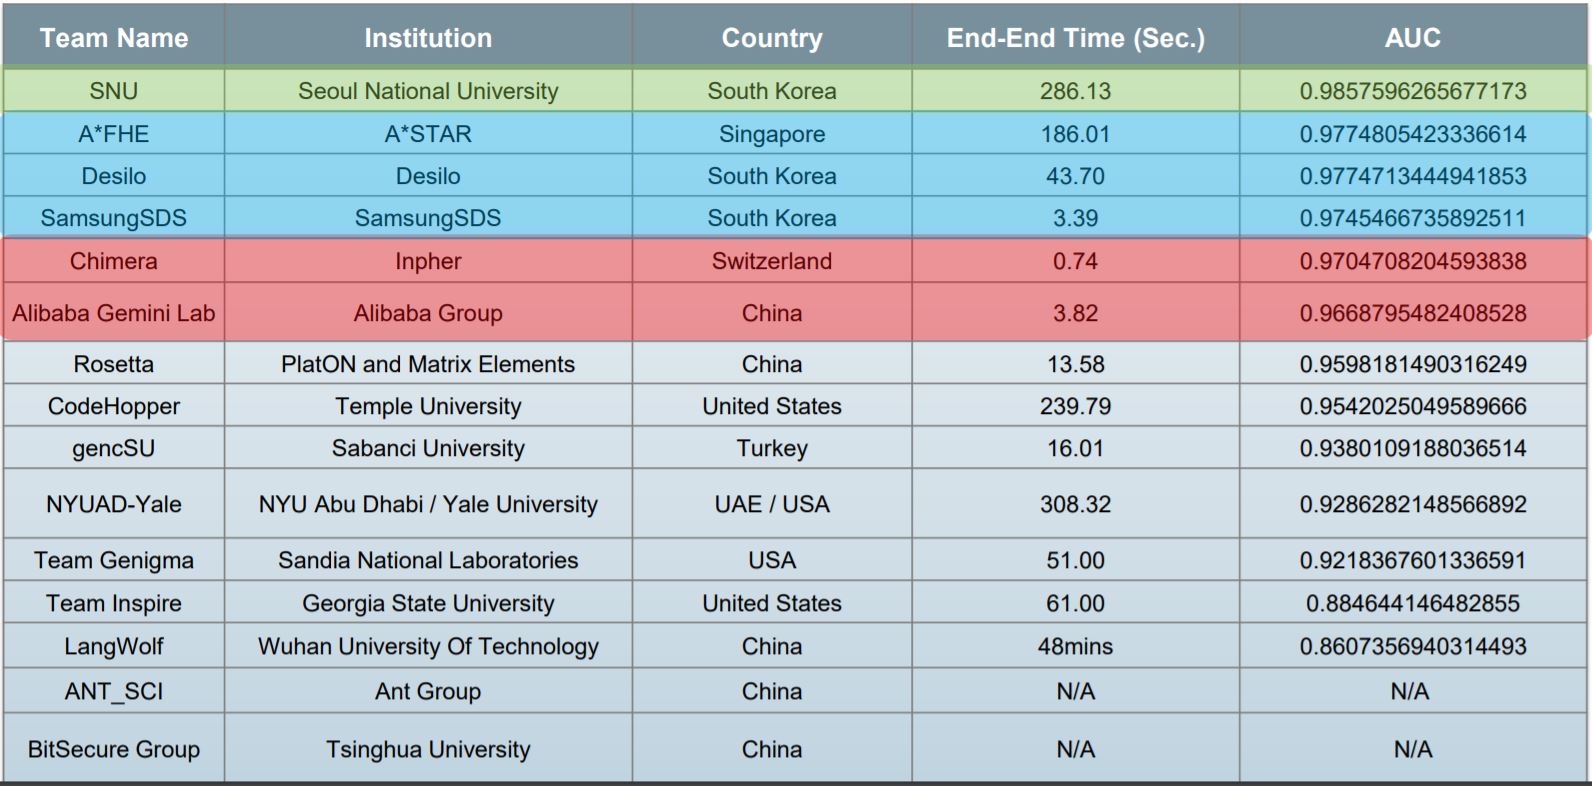 Team Name Institution Country End-End Time (Sec.) AUC
SNU Seoul National University South Korea 286.13 0.9857596265677173
A*FHE A*STAR Singapore 186.01 0.9774805423336614
Desilo Desilo South Korea 43.70 0.9774713444941853
SamsungSDS SamsungSDS South Korea 3.39 0.9745466735892511
Chimera Inpher Switzerland 0.74 0.9704708204593838
Alibaba Gemini Lab Alibaba Group China 3.82 0.9668795482408528
Rosetta PlatON and Matrix Elements China 13.58 0.9598181490316249
CodeHopper Temple University United States 239.79 0.9542025049589666
gencSU Sabanci University Turkey 16.01 0.9380109188036514
NYUAD-Yale NYU Abu Dhabi / Yale University UAE / USA 308.32 0.9286282148566892
Team Genigma Sandia National Laboratories USA 51.00 0.9218367601336591
Team Inspire Georgia State University United States 61.00 0.884644146482855
LangWolf Wuhan University Of Technology China 48mins 0.8607356940314493
ANT_SCI Ant Group China N/A N/A
BitSecure Group Tsinghua University China N/A N/A